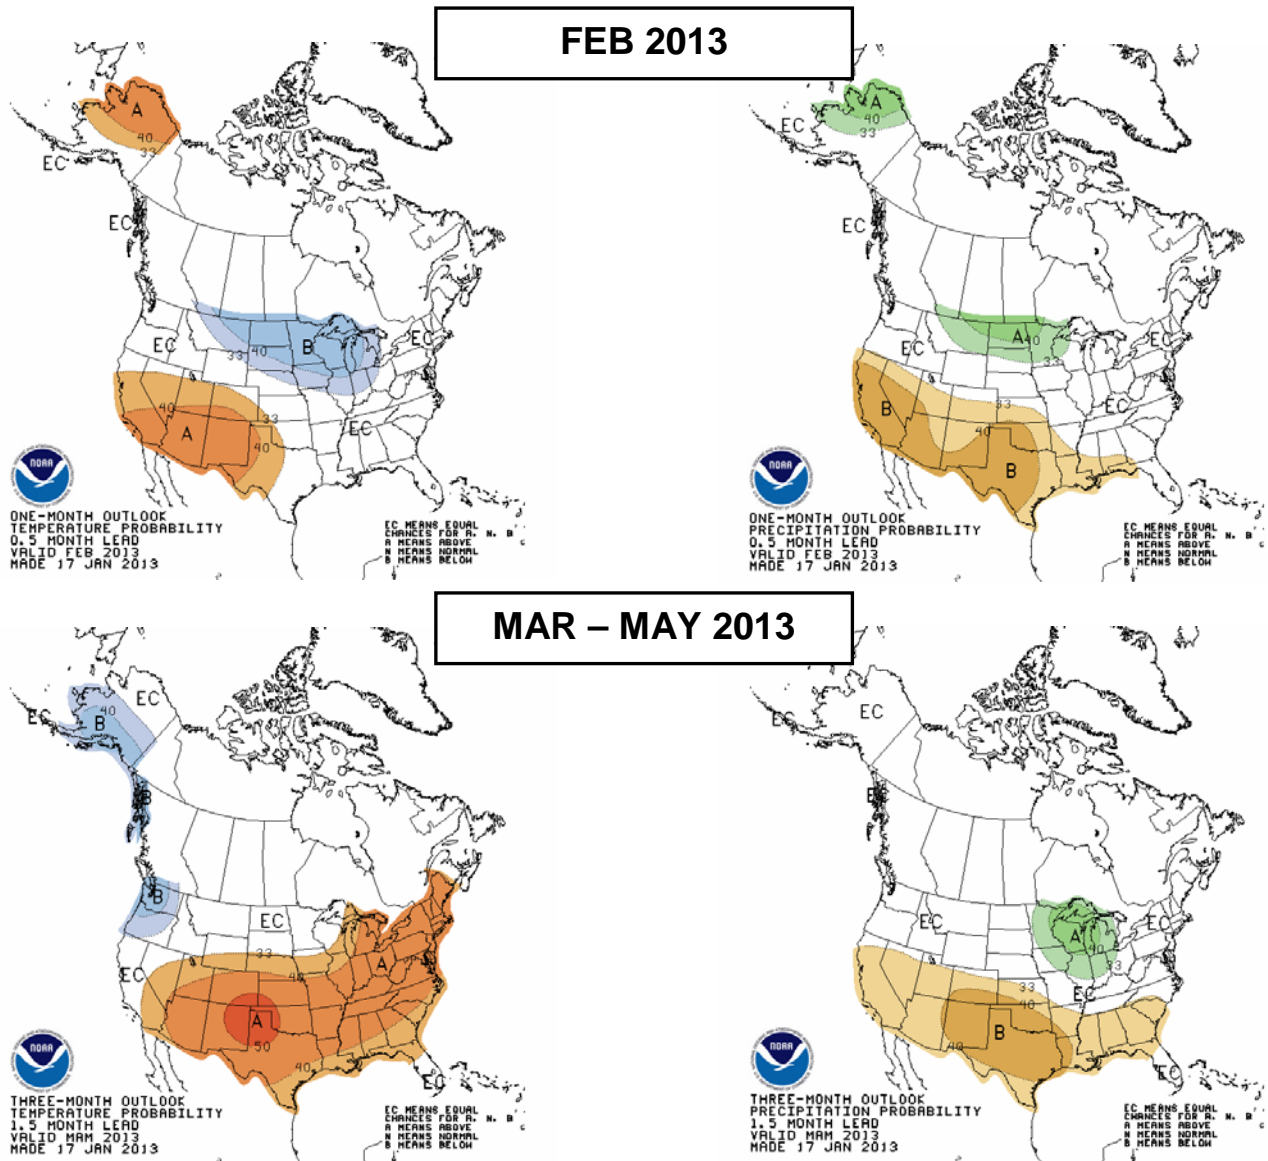 FEB 2013
A
40
33
EC
EC
EC
33
40
B
EC
40
33
A
40
EC
NOAA
ONE-MONTH OUTLOOK
TEMPERATURE PROBABILITY
0.5 MONTH LEAD
VALID FEB 2013
MADE 17 JAN 2013
EC MEANS EQUAL
CHANCES FOR A, N, B
A MEANS ABOVE
N MEANS NORMAL
B MEANS BELOW
A
40
33
EC
EC
EC
A
40
33
EC
B
33
EC
40
B
NOAA
ONE-MONTH OUTLOOK
PRECIPITATION PROBABILITY
0.5 MONTH LEAD
VALID FEB 2013
MADE 17 JAN 2013
EC MEANS EQUAL
CHANCES FOR A, N, B
A MEANS ABOVE
N MEANS NORMAL
B MEANS BELOW
MAR – MAY 2013
EC
40
B
EC
B
B
EC
33
40
A
EC
A
50
40
EC
NOAA
THREE-MONTH OUTLOOK
TEMPERATURE PROBABILITY
1.5 MONTH LEAD
VALID MAM 2013
MADE 17 JAN 2013
EC MEANS EQUAL
CHANCES FOR A, N, B
A MEANS ABOVE
N MEANS NORMAL
B MEANS BELOW
EC
EC
EC
EC
A
40
33
EC
33
40
EC
B
40
EC
NOAA
THREE-MONTH OUTLOOK
PRECIPITATION PROBABILITY
1.5 MONTH LEAD
VALID MAM 2013
MADE 17 JAN 2013
EC MEANS EQUAL
CHANCES FOR A, N, B
A MEANS ABOVE
N MEANS NORMAL
B MEANS BELOW